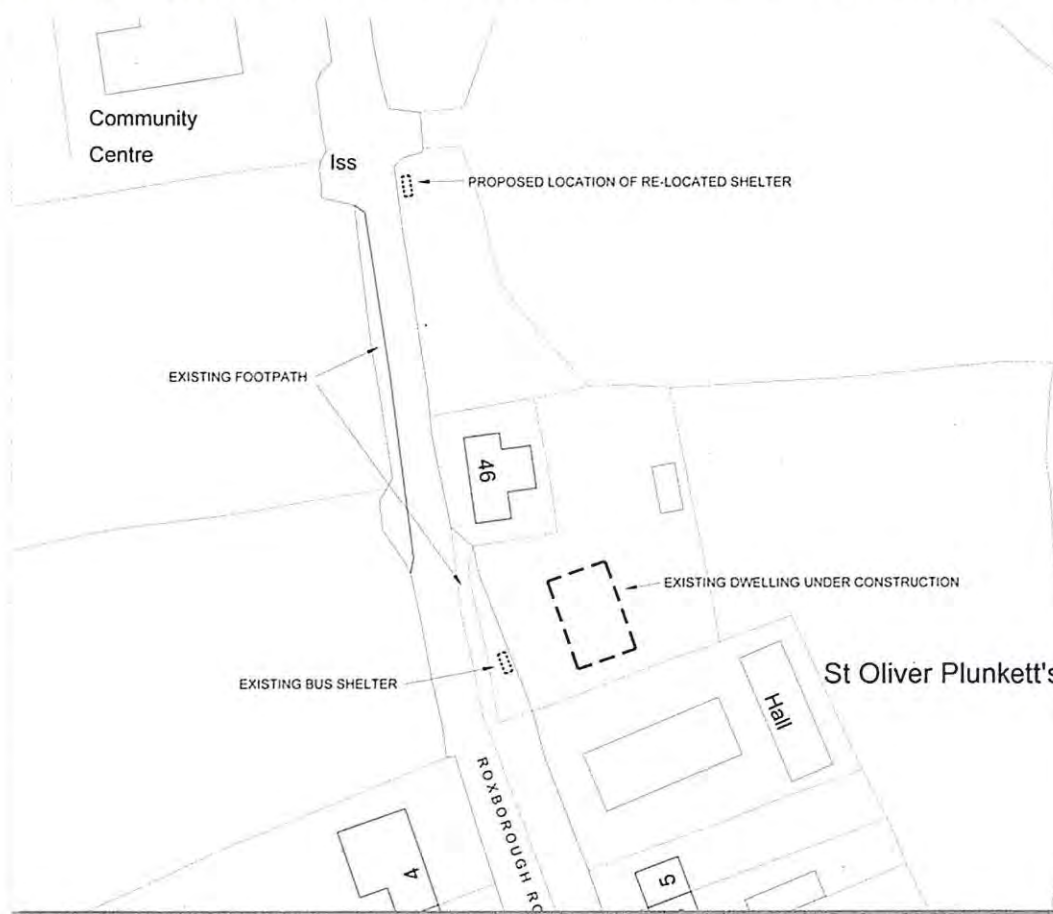 Community
Centre
Iss
PROPOSED LOCATION OF RE-LOCATED SHELTER
EXISTING FOOTPATH
46
EXISTING DWELLING UNDER CONSTRUCTION
EXISTING BUS SHELTER
St Oliver Plunkett's
Hall
ROXBOROUGH RO
4
5